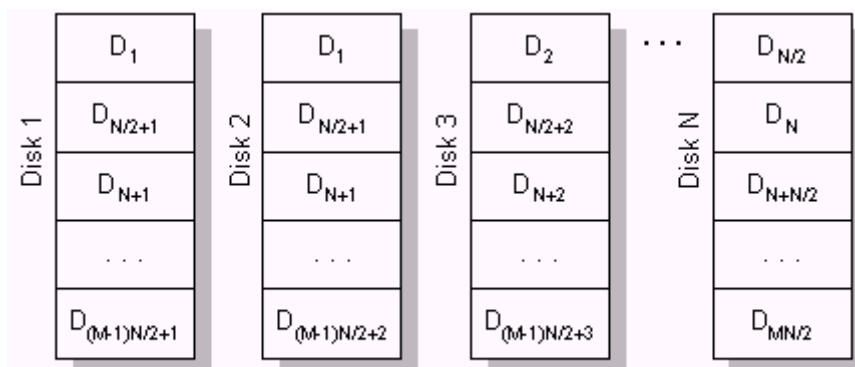 D1 D1 D2 . . . DN/2
Disk 1 Disk 2 Disk 3 Disk N
DN/2+1 DN/2+1 DN/2+2 DN
DN+1 DN+1 DN+2 DN+N/2
. . . . . . . . . . . .
D(M-1)N/2+1 D(M-1)N/2+2 D(M-1)N/2+3 DMN/2